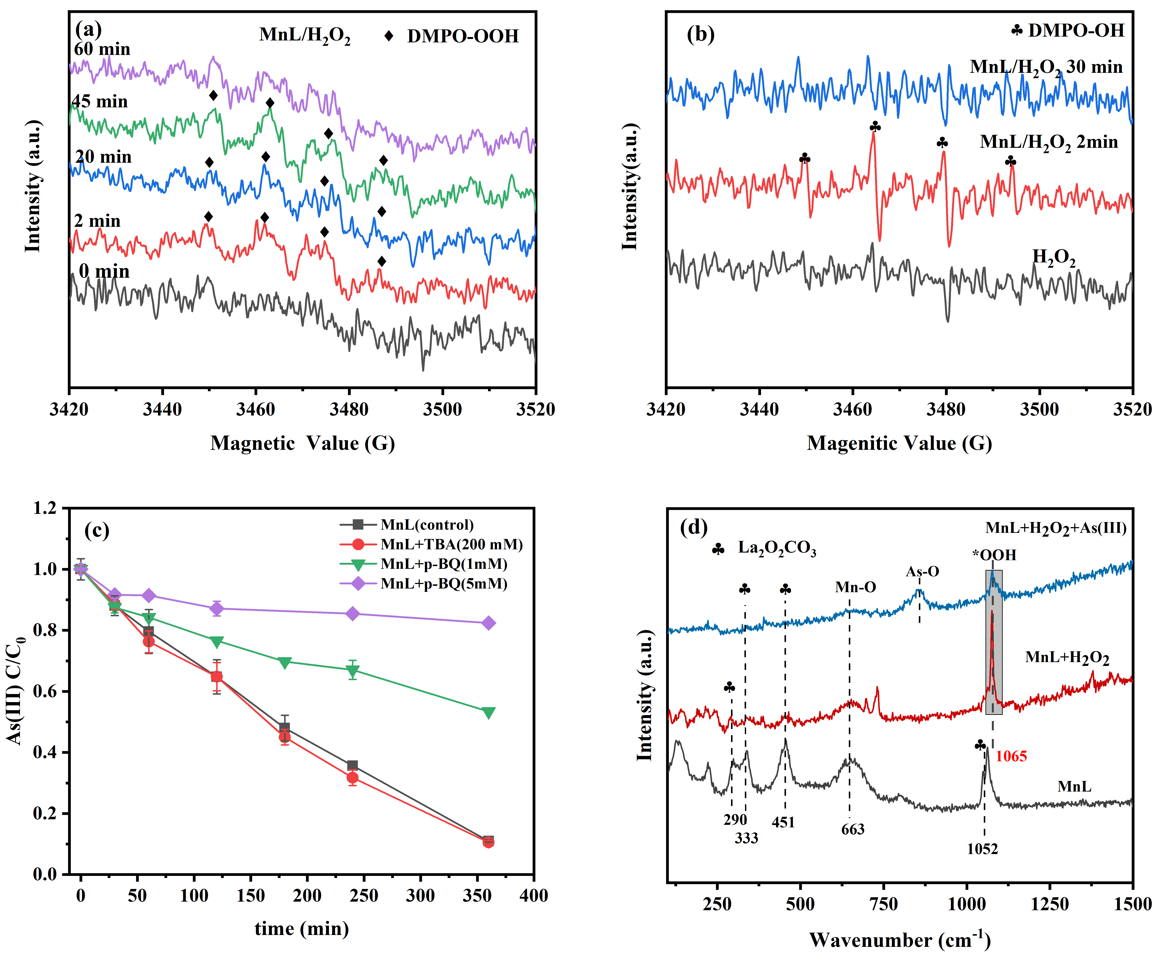 (a)
MnL/H₂O₂ ♦ DMPO-OOH
60 min
45 min
20 min
2 min
0 min
Intensity (a.u.)
3420 3440 3460 3480 3500 3520
Magnetic Value (G)
(b)
♣ DMPO-OH
MnL/H₂O₂ 30 min
MnL/H₂O₂ 2min
H₂O₂
Intensity(a.u.)
3420 3440 3460 3480 3500 3520
Magenitic Value (G)
(c)
MnL(control)
MnL+TBA(200 mM)
MnL+p-BQ(1mM)
MnL+p-BQ(5mM)
As(III) C/C₀
1.2
1.0
0.8
0.6
0.4
0.2
0.0
0 50 100 150 200 250 300 350 400
time (min)
(d)
MnL+H₂O₂+As(III)
♣ La₂O₂CO₃
*OOH
As-O
Mn-O
MnL+H₂O₂
1065
MnL
290
333
451
663
1052
Intensity (a.u.)
250 500 750 1000 1250 1500
Wavenumber (cm⁻¹)